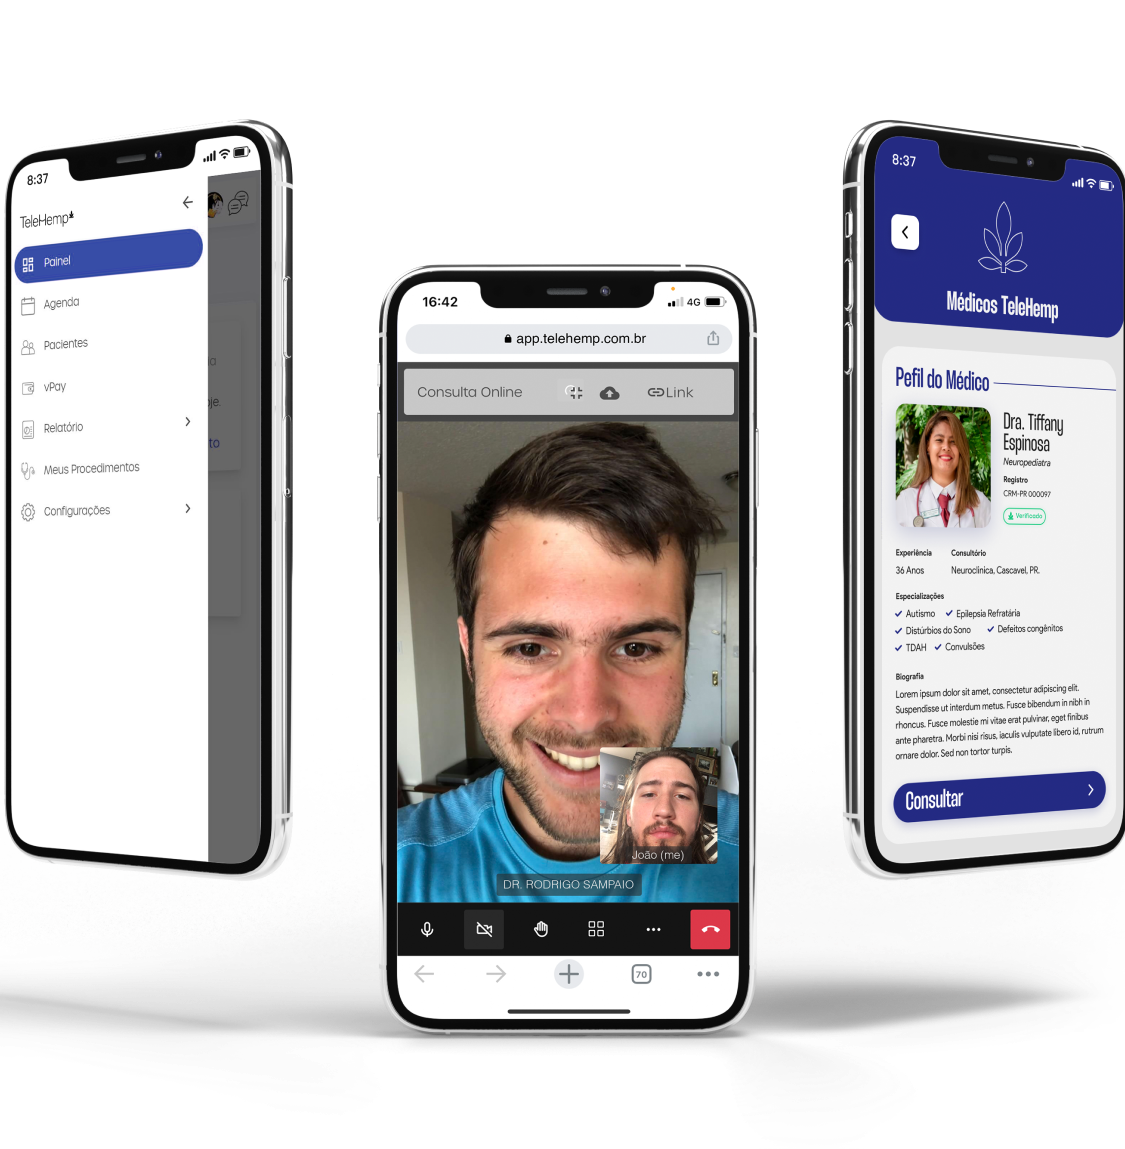 8:37
TeleHemp
Painel
Agenda
Pacientes
vPay
Relatório
Meus Procedimentos
Configurações
ia
oje.
to
16:42
4G
app.telehemp.com.br
Consulta Online
Link
João (me)
DR. RODRIGO SAMPAIO
70
8:37
Médicos TeleHemp
Pefil do Médico
Dra. Tiffany
Espinosa
Neuropediatra
Registro
CRM-PR 000097
Verificado
Experiência Consultório
36 Anos Neuroclinica, Cascavel, PR.
Especializações
Autismo Epilepsia Refratária
Distúrbios do Sono Defeitos congênitos
TDAH Convulsões
Biografia
Lorem ipsum dolor sit amet, consectetur adipiscing elit.
Suspendisse ut interdum metus. Fusce bibendum in nibh in
rhoncus. Fusce molestie mi vitae erat pulvinar, eget finibus
ante pharetra. Morbi nisi risus, iaculis vulputate libero id, rutrum
ornare dolor. Sed non tortor turpis.
Consultar